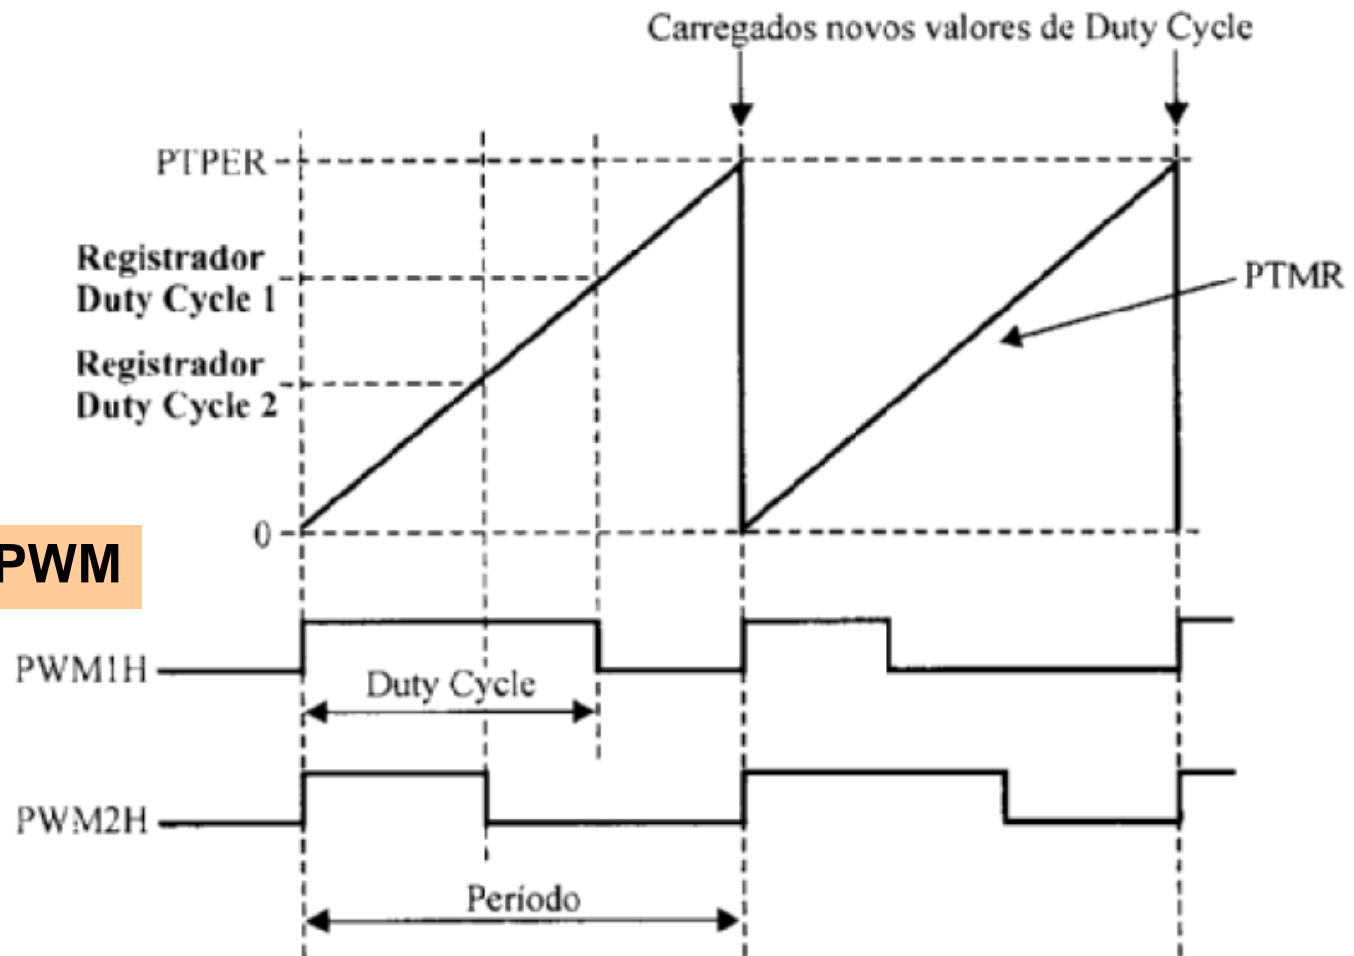 Carregados novos valores de Duty Cycle
PTPER
Registrador
Duty Cycle 1
PTMR
Registrador
Duty Cycle 2
0
PWM
PWM1H
Duty Cycle
PWM2H
Período